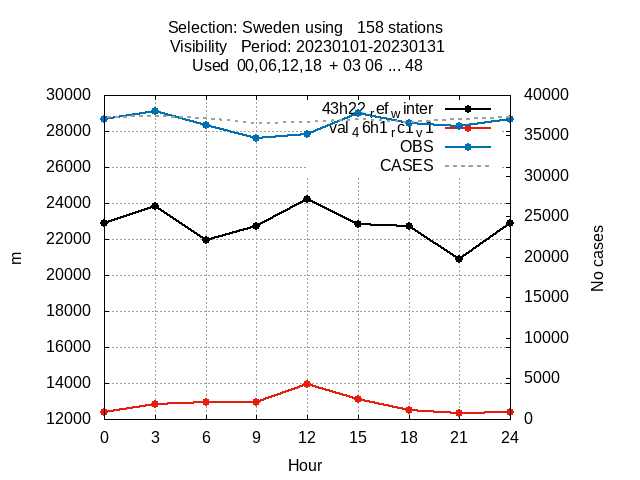 Selection: Sweden using 158 stations
Visibility Period: 20230101-20230131
Used 00,06,12,18 + 03 06 ... 48
30000
28000
26000
24000
22000
20000
18000
16000
14000
12000
m
40000
35000
30000
25000
20000
15000
10000
5000
0
No cases
43h22_ref_winter
val_46h1_rc1_v1
OBS
CASES
0 3 6 9 12 15 18 21 24
Hour